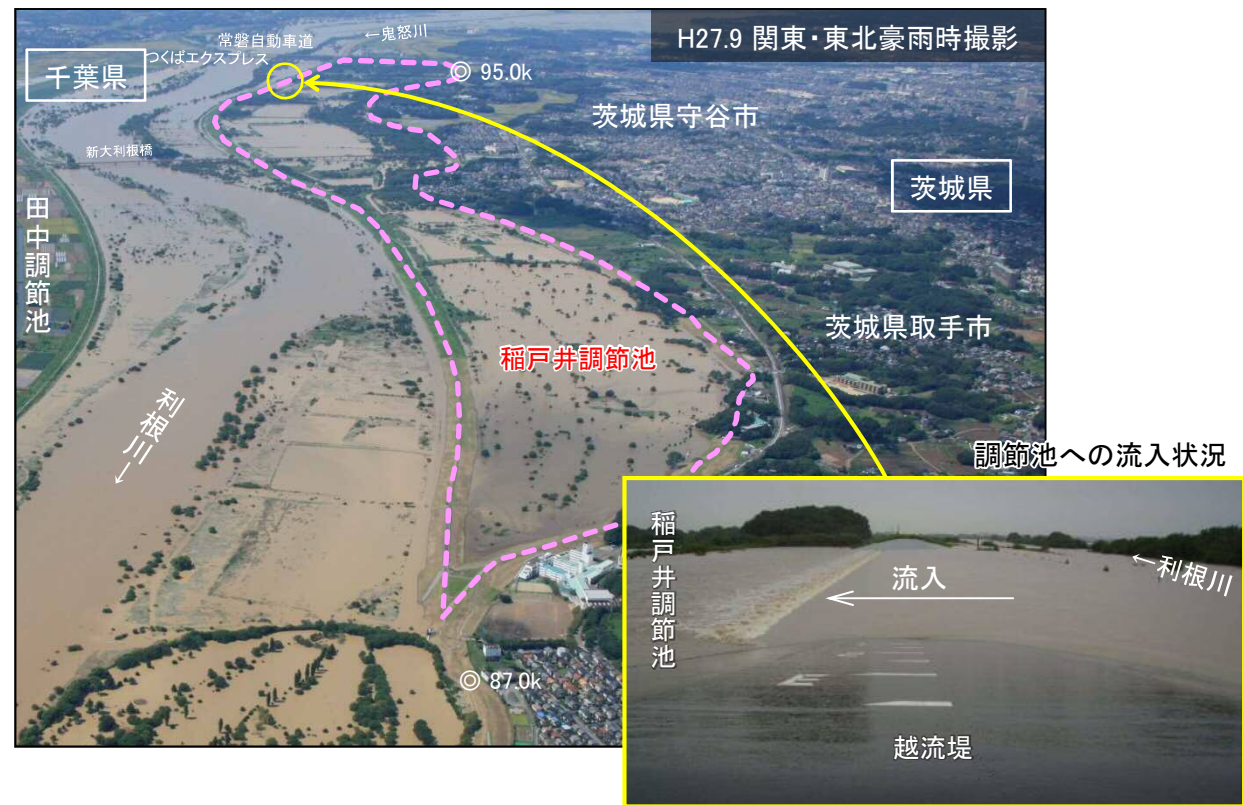 H27.9 関東・東北豪雨時撮影
常磐自動車道
←鬼怒川
つくばエクスプレス
千葉県
◎ 95.0k
茨城県守谷市
新大利根橋
茨城県
田中調節池
茨城県取手市
稲戸井調節池
利根川→
調節池への流入状況
稲戸井調節池
←利根川
流入
◎ 87.0k
越流堤